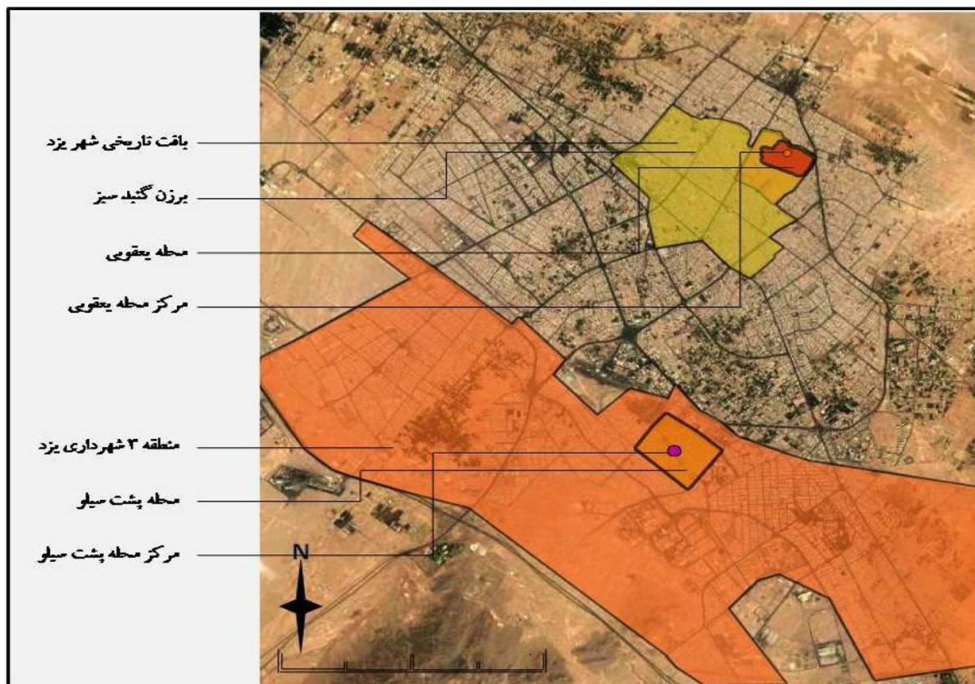 بافت تاریخی شهر یزد
برزن گنبد سبز
محله یعقوبی
مرکز محله یعقوبی
منطقه ۳ شهرداری یزد
محله پشت سیلو
مرکز محله پشت سیلو
N